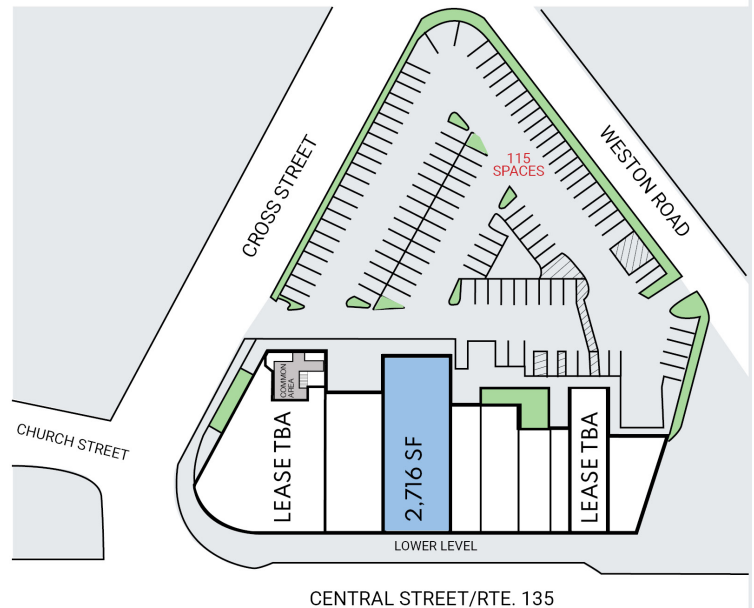 115
SPACES
CROSS STREET
WESTON ROAD
COMMON
AREA
CHURCH STREET
LEASE TBA
2,716 SF
LEASE TBA
LOWER LEVEL
CENTRAL STREET/RTE. 135